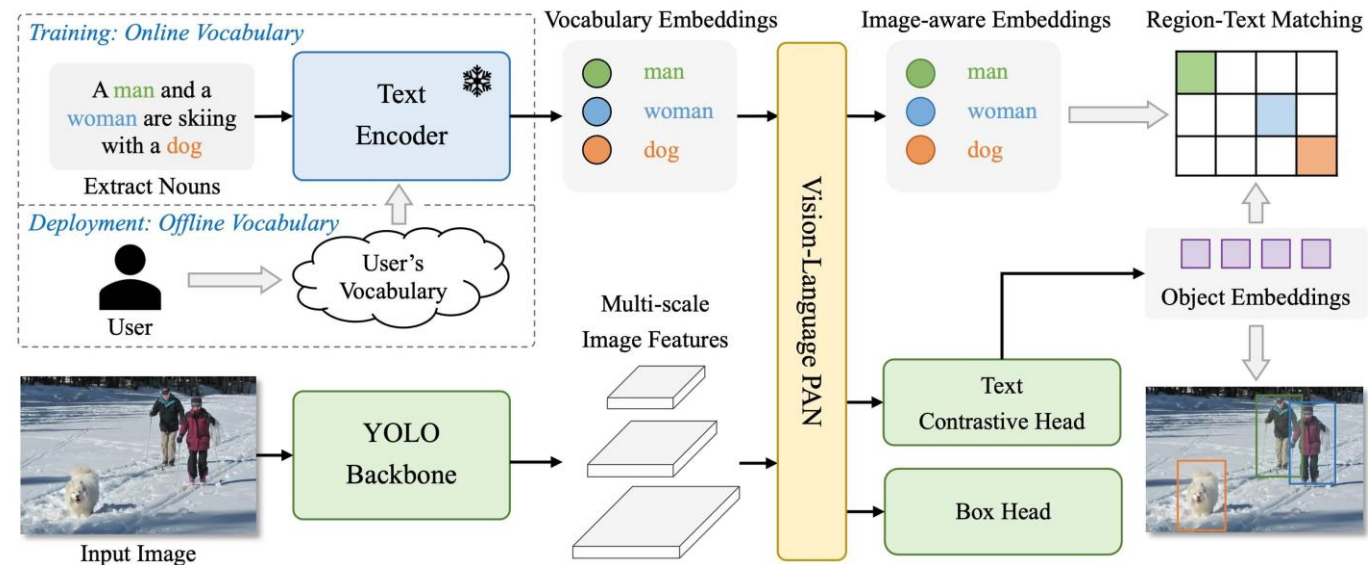 Training: Online Vocabulary
A man and a
woman are skiing
with a dog
Extract Nouns
Text
Encoder
Deployment: Offline Vocabulary
User
User's
Vocabulary
Vocabulary Embeddings
man
woman
dog
Image-aware Embeddings
man
woman
dog
Region-Text Matching
Input Image
YOLO
Backbone
Multi-scale
Image Features
Vision-Language PAN
Text
Contrastive Head
Box Head
Object Embeddings